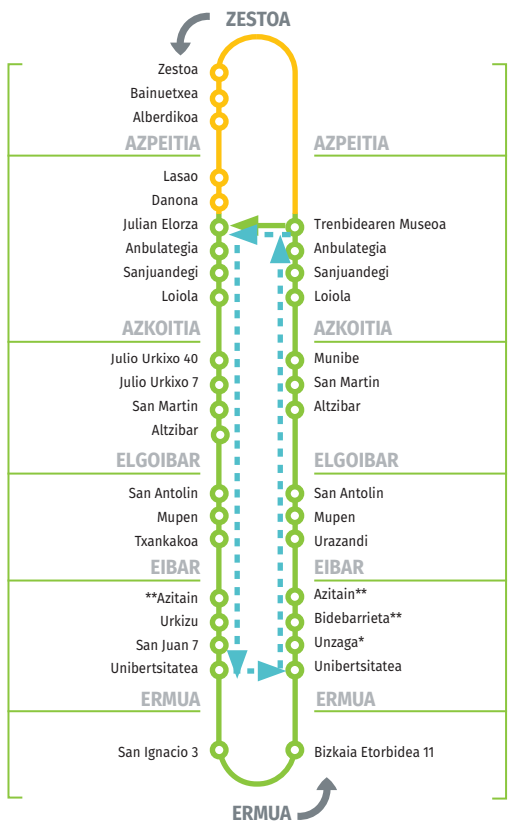 ZESTOA
Zestoa
Bainuetxea
Alberdikoa
AZPEITIA
AZPEITIA
Lasao
Danona
Julian Elorza
Trenbidearen Museoa
Anbulategia
Anbulategia
Sanjuandegi
Sanjuandegi
Loiola
Loiola
AZKOITIA
AZKOITIA
Julio Urkixo 40
Munibe
Julio Urkixo 7
San Martin
San Martin
Altzibar
Altzibar
ELGOIBAR
ELGOIBAR
San Antolin
San Antolin
Mupen
Mupen
Txankakoa
Urazandi
EIBAR
EIBAR
**Azitain
Azitain**
Urkizu
Bidebarrieta**
San Juan 7
Unzaga*
Unibertsitatea
Unibertsitatea
ERMUA
ERMUA
San Ignacio 3
Bizkaia Etorbidea 11
ERMUA